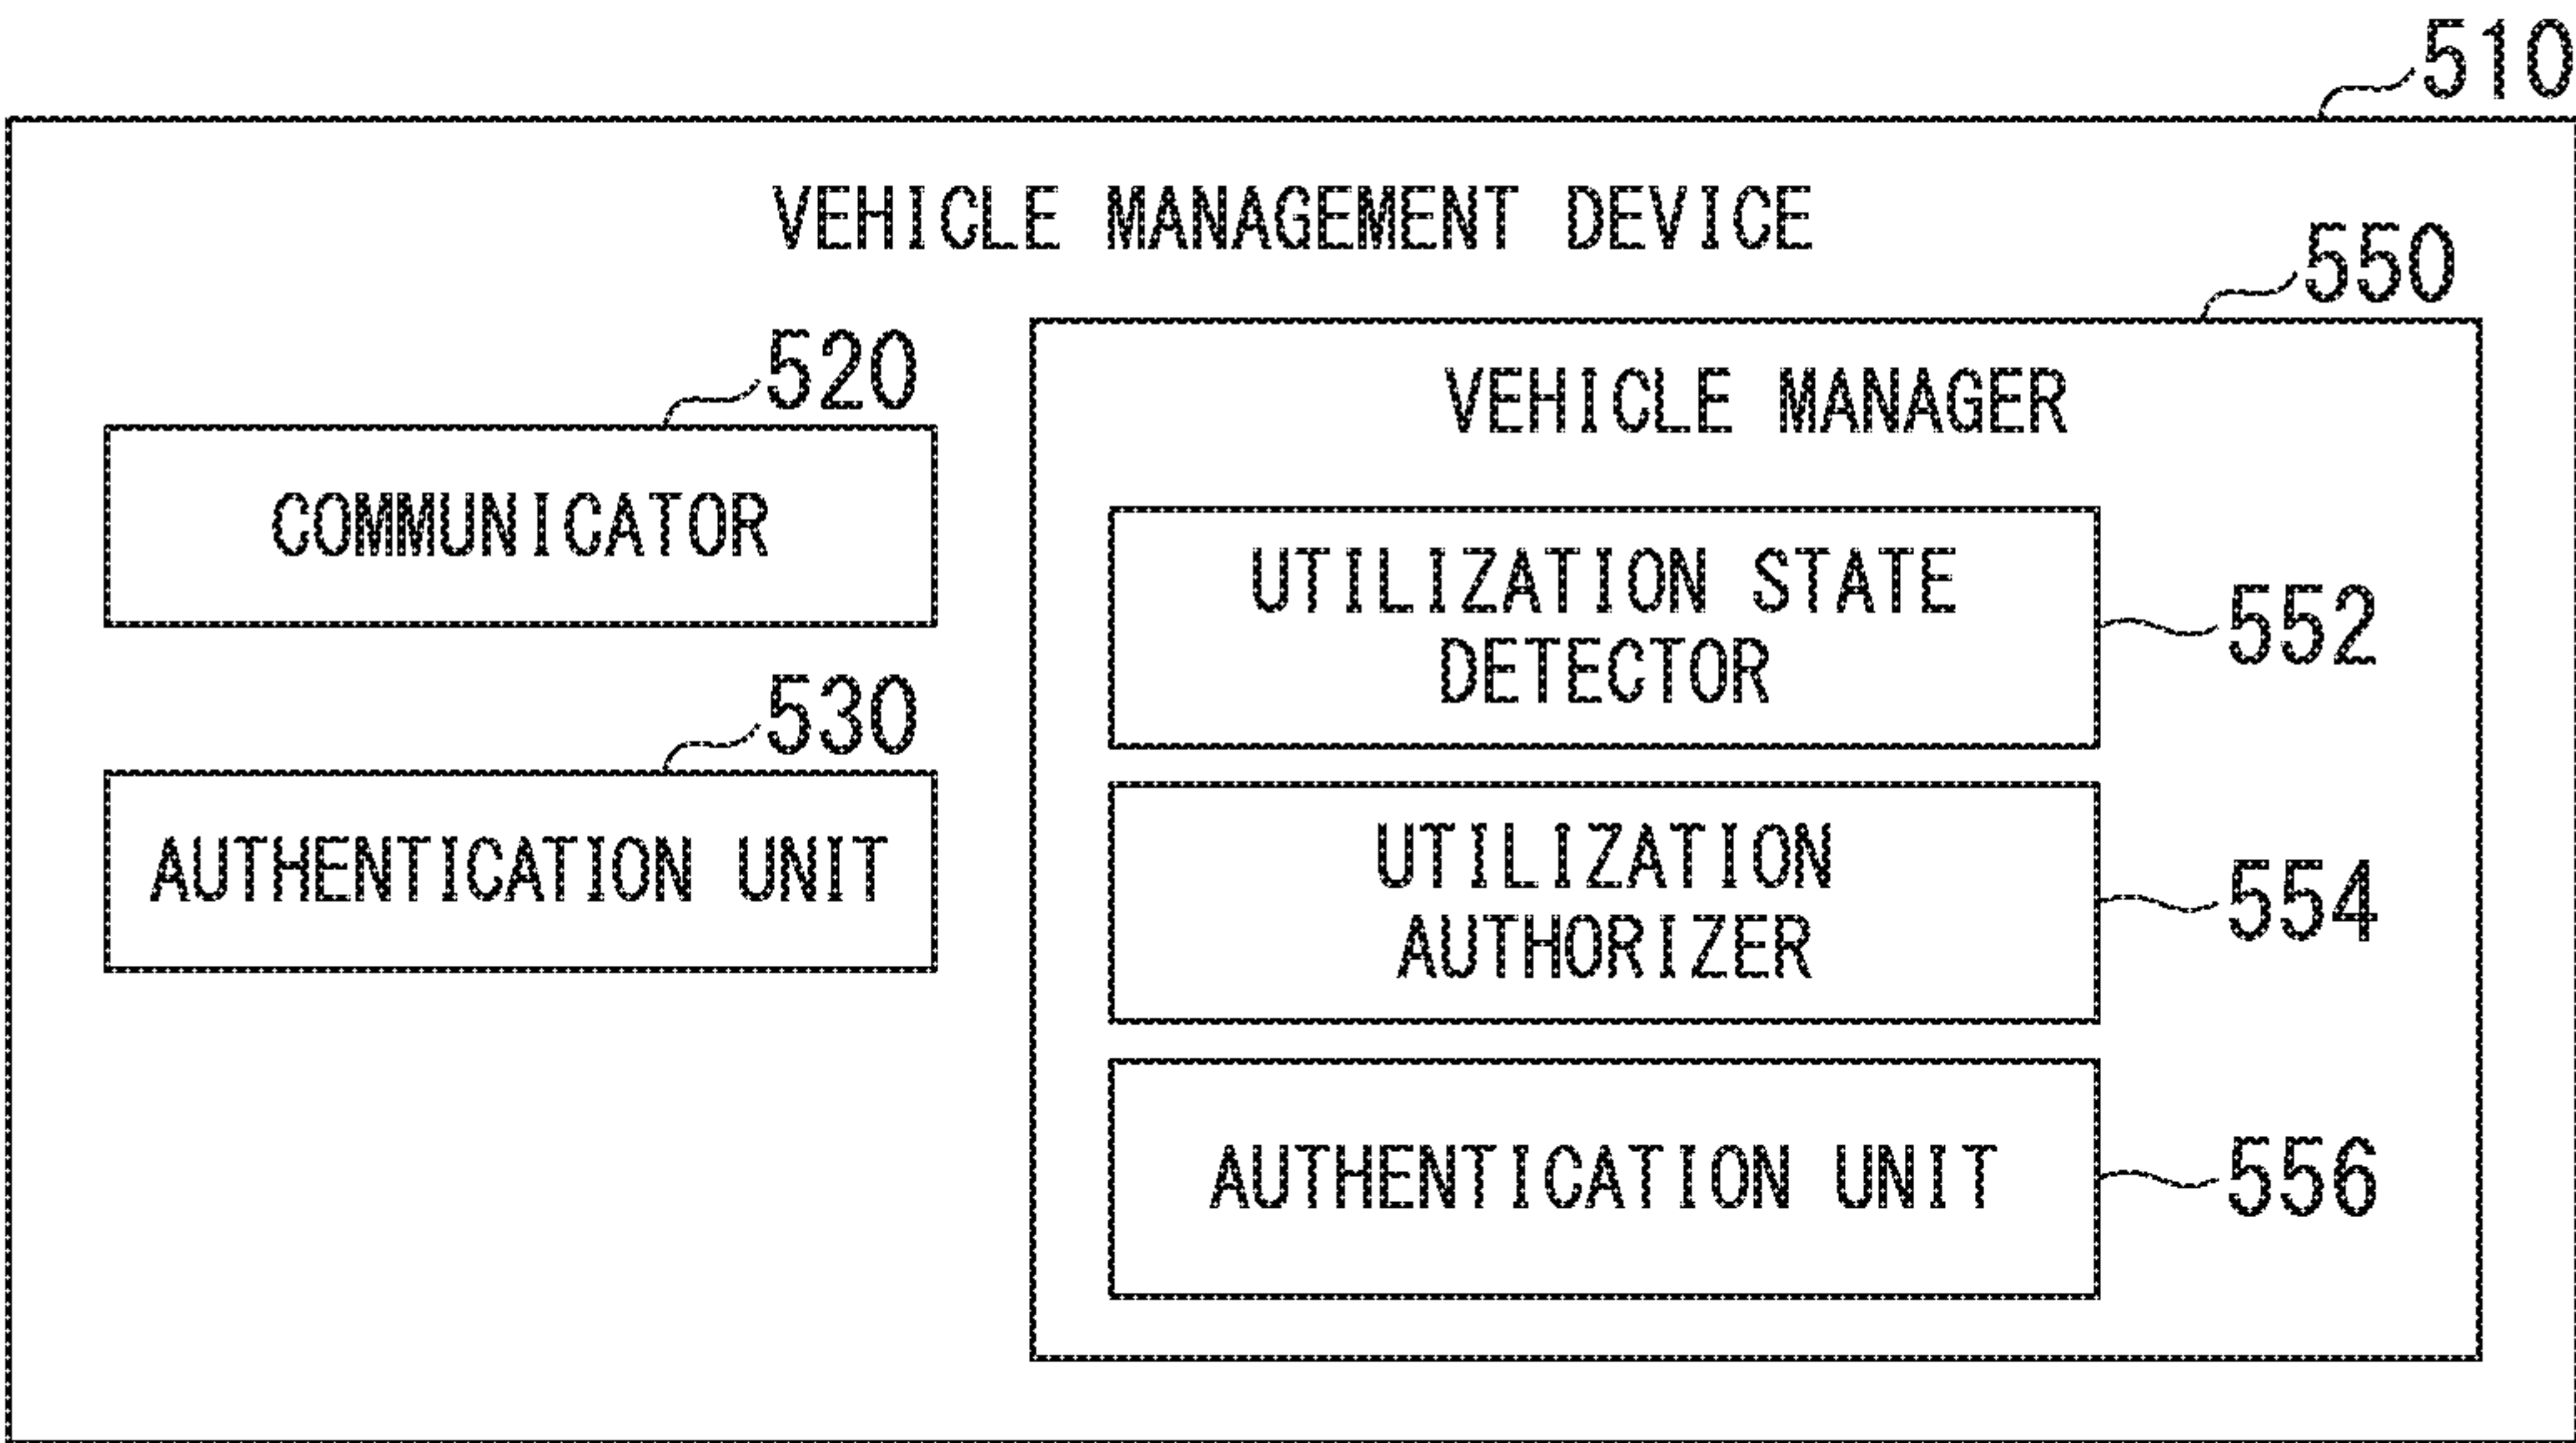 510
VEHICLE MANAGEMENT DEVICE
520
COMMUNICATOR
530
AUTHENTICATION UNIT
550
VEHICLE MANAGER
UTILIZATION STATE
DETECTOR
552
UTILIZATION
AUTHORIZER
554
AUTHENTICATION UNIT
556